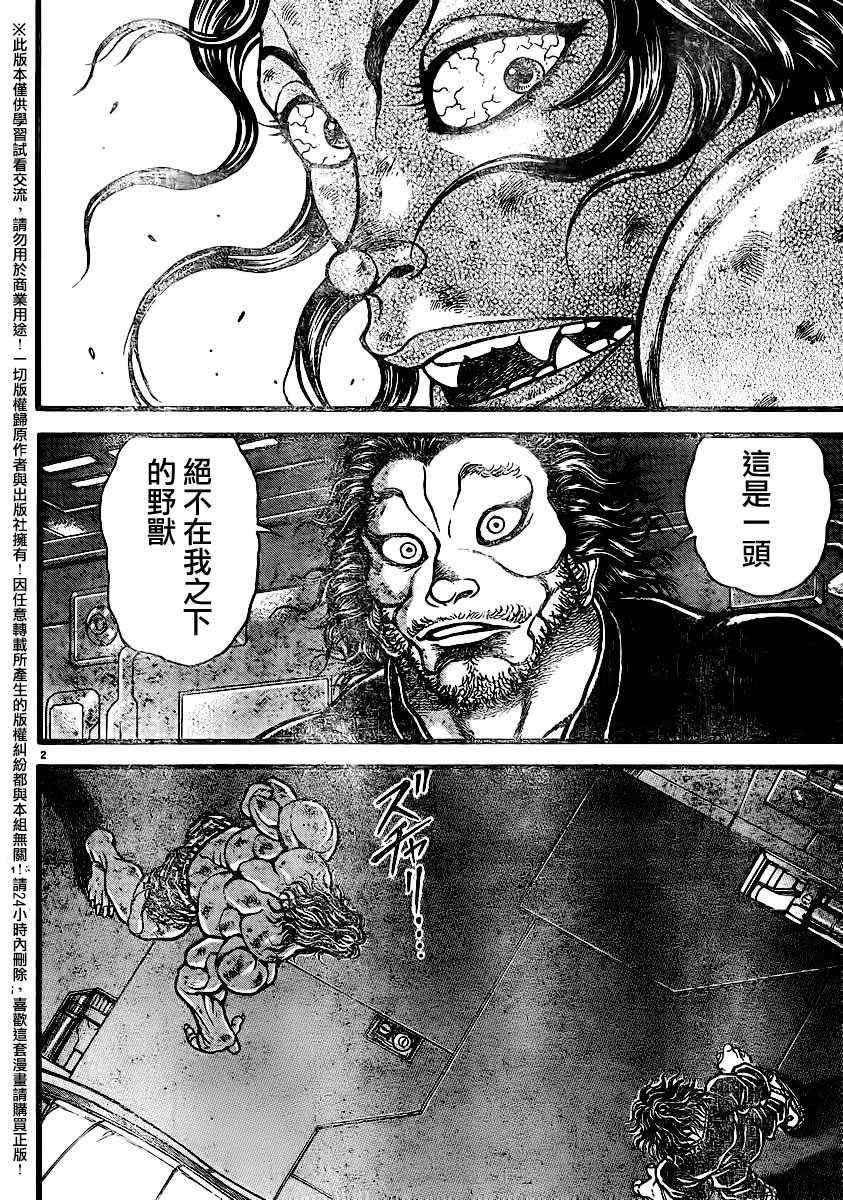 ※此版本僅供學習試看交流，請勿用於商業用途！一切版權歸原作者與出版社擁有！因任意轉載所產生的版權糾紛都與本組無關！請24小時內刪除，喜歡這套漫畫請購買正版！
這是一頭
絕不在我之下
的野獸
2
ズチャリ…